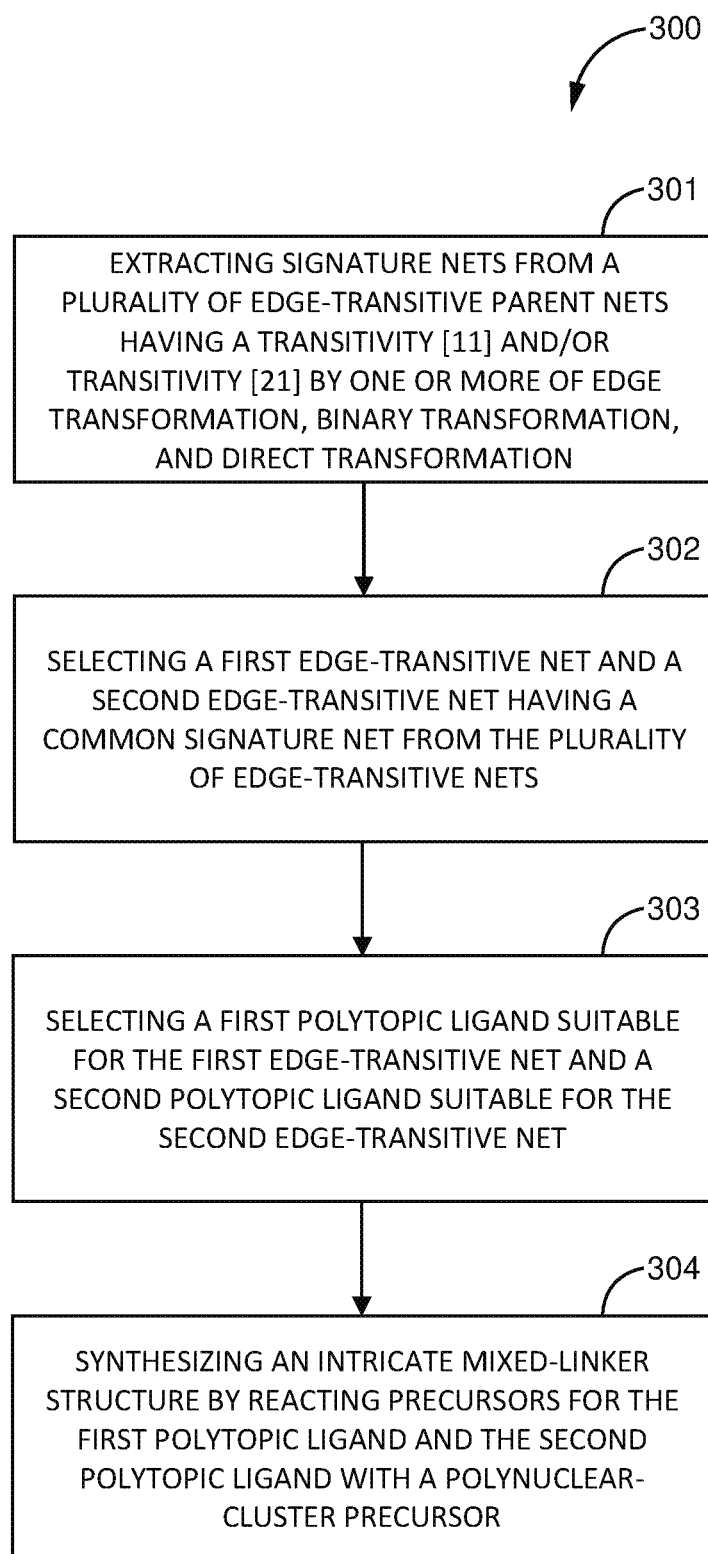 300
301
EXTRACTING SIGNATURE NETS FROM A
PLURALITY OF EDGE-TRANSITIVE PARENT NETS
HAVING A TRANSITIVITY [11] AND/OR
TRANSITIVITY [21] BY ONE OR MORE OF EDGE
TRANSFORMATION, BINARY TRANSFORMATION,
AND DIRECT TRANSFORMATION
302
SELECTING A FIRST EDGE-TRANSITIVE NET AND A
SECOND EDGE-TRANSITIVE NET HAVING A
COMMON SIGNATURE NET FROM THE PLURALITY
OF EDGE-TRANSITIVE NETS
303
SELECTING A FIRST POLYTOPIC LIGAND SUITABLE
FOR THE FIRST EDGE-TRANSITIVE NET AND A
SECOND POLYTOPIC LIGAND SUITABLE FOR THE
SECOND EDGE-TRANSITIVE NET
304
SYNTHESIZING AN INTRICATE MIXED-LINKER
STRUCTURE BY REACTING PRECURSORS FOR THE
FIRST POLYTOPIC LIGAND AND THE SECOND
POLYTOPIC LIGAND WITH A POLYNUCLEAR-
CLUSTER PRECURSOR